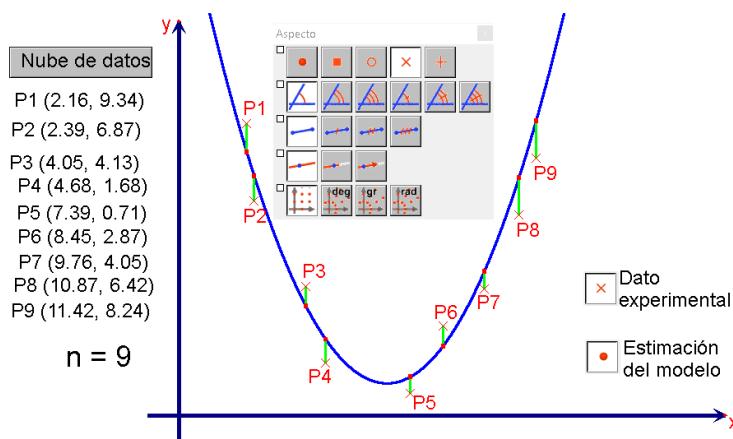 y
Aspecto
Nube de datos
P1 (2.16, 9.34)
P2 (2.39, 6.87)
P3 (4.05, 4.13)
P4 (4.68, 1.68)
P5 (7.39, 0.71)
P6 (8.45, 2.87)
P7 (9.76, 4.05)
P8 (10.87, 6.42)
P9 (11.42, 8.24)
n = 9
P1
P2
P3
P4
P5
P6
P7
P8
P9
deg
gr
rad
Dato
experimental
Estimación
del modelo
x